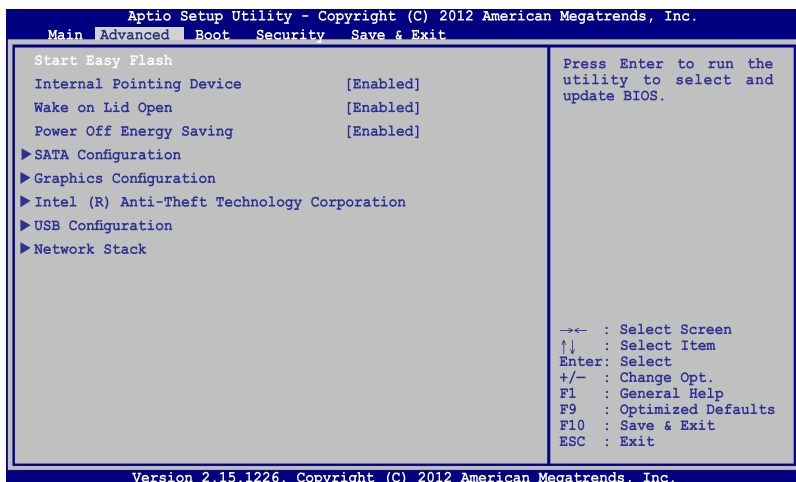 Aptio Setup Utility - Copyright (C) 2012 American Megatrends, Inc.
Main Advanced Boot Security Save & Exit
Start Easy Flash
Internal Pointing Device [Enabled]
Wake on Lid Open [Enabled]
Power Off Energy Saving [Enabled]
▶SATA Configuration
▶Graphics Configuration
▶Intel (R) Anti-Theft Technology Corporation
▶USB Configuration
▶Network Stack
Press Enter to run the
utility to select and
update BIOS.
→← : Select Screen
↑↓ : Select Item
Enter: Select
+/— : Change Opt.
F1 : General Help
F9 : Optimized Defaults
F10 : Save & Exit
ESC : Exit
Version 2.15.1226. Copyright (C) 2012 American Megatrends, Inc.